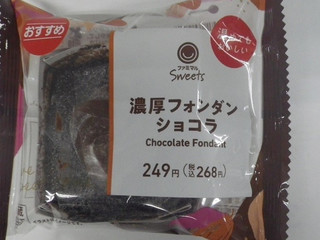 おすすめ
ファミマル
Sweets
濃厚フォンダン
ショコラ
Chocolate Fondant
249円(税込268円)